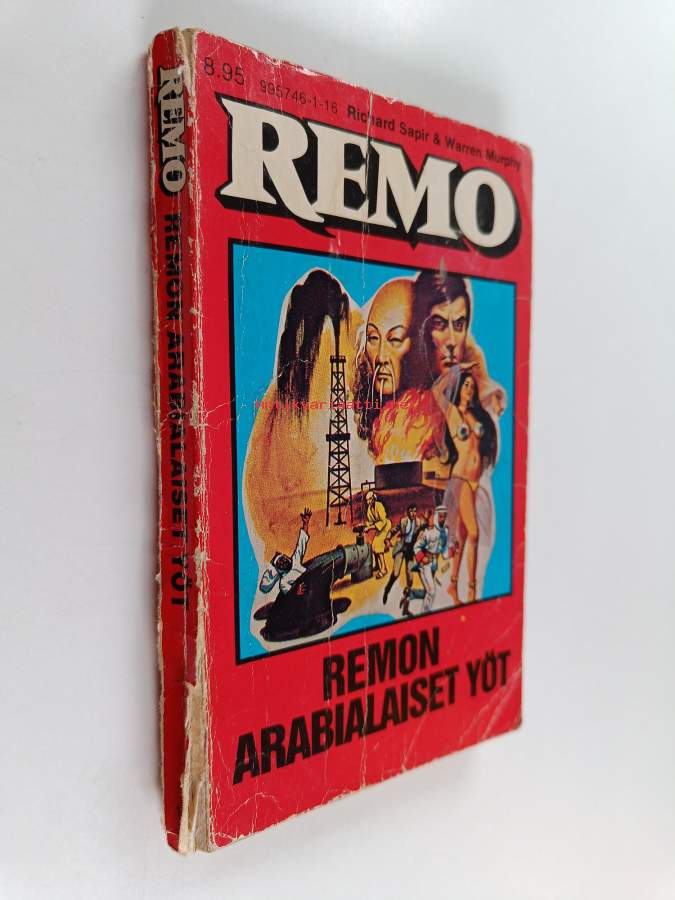 8.95 995746-1-16 Richard Sapir & Warren Murphy
REMO
REMON
ARABIALAISET YÖT
REMO REMON ARABIALAISET YÖT